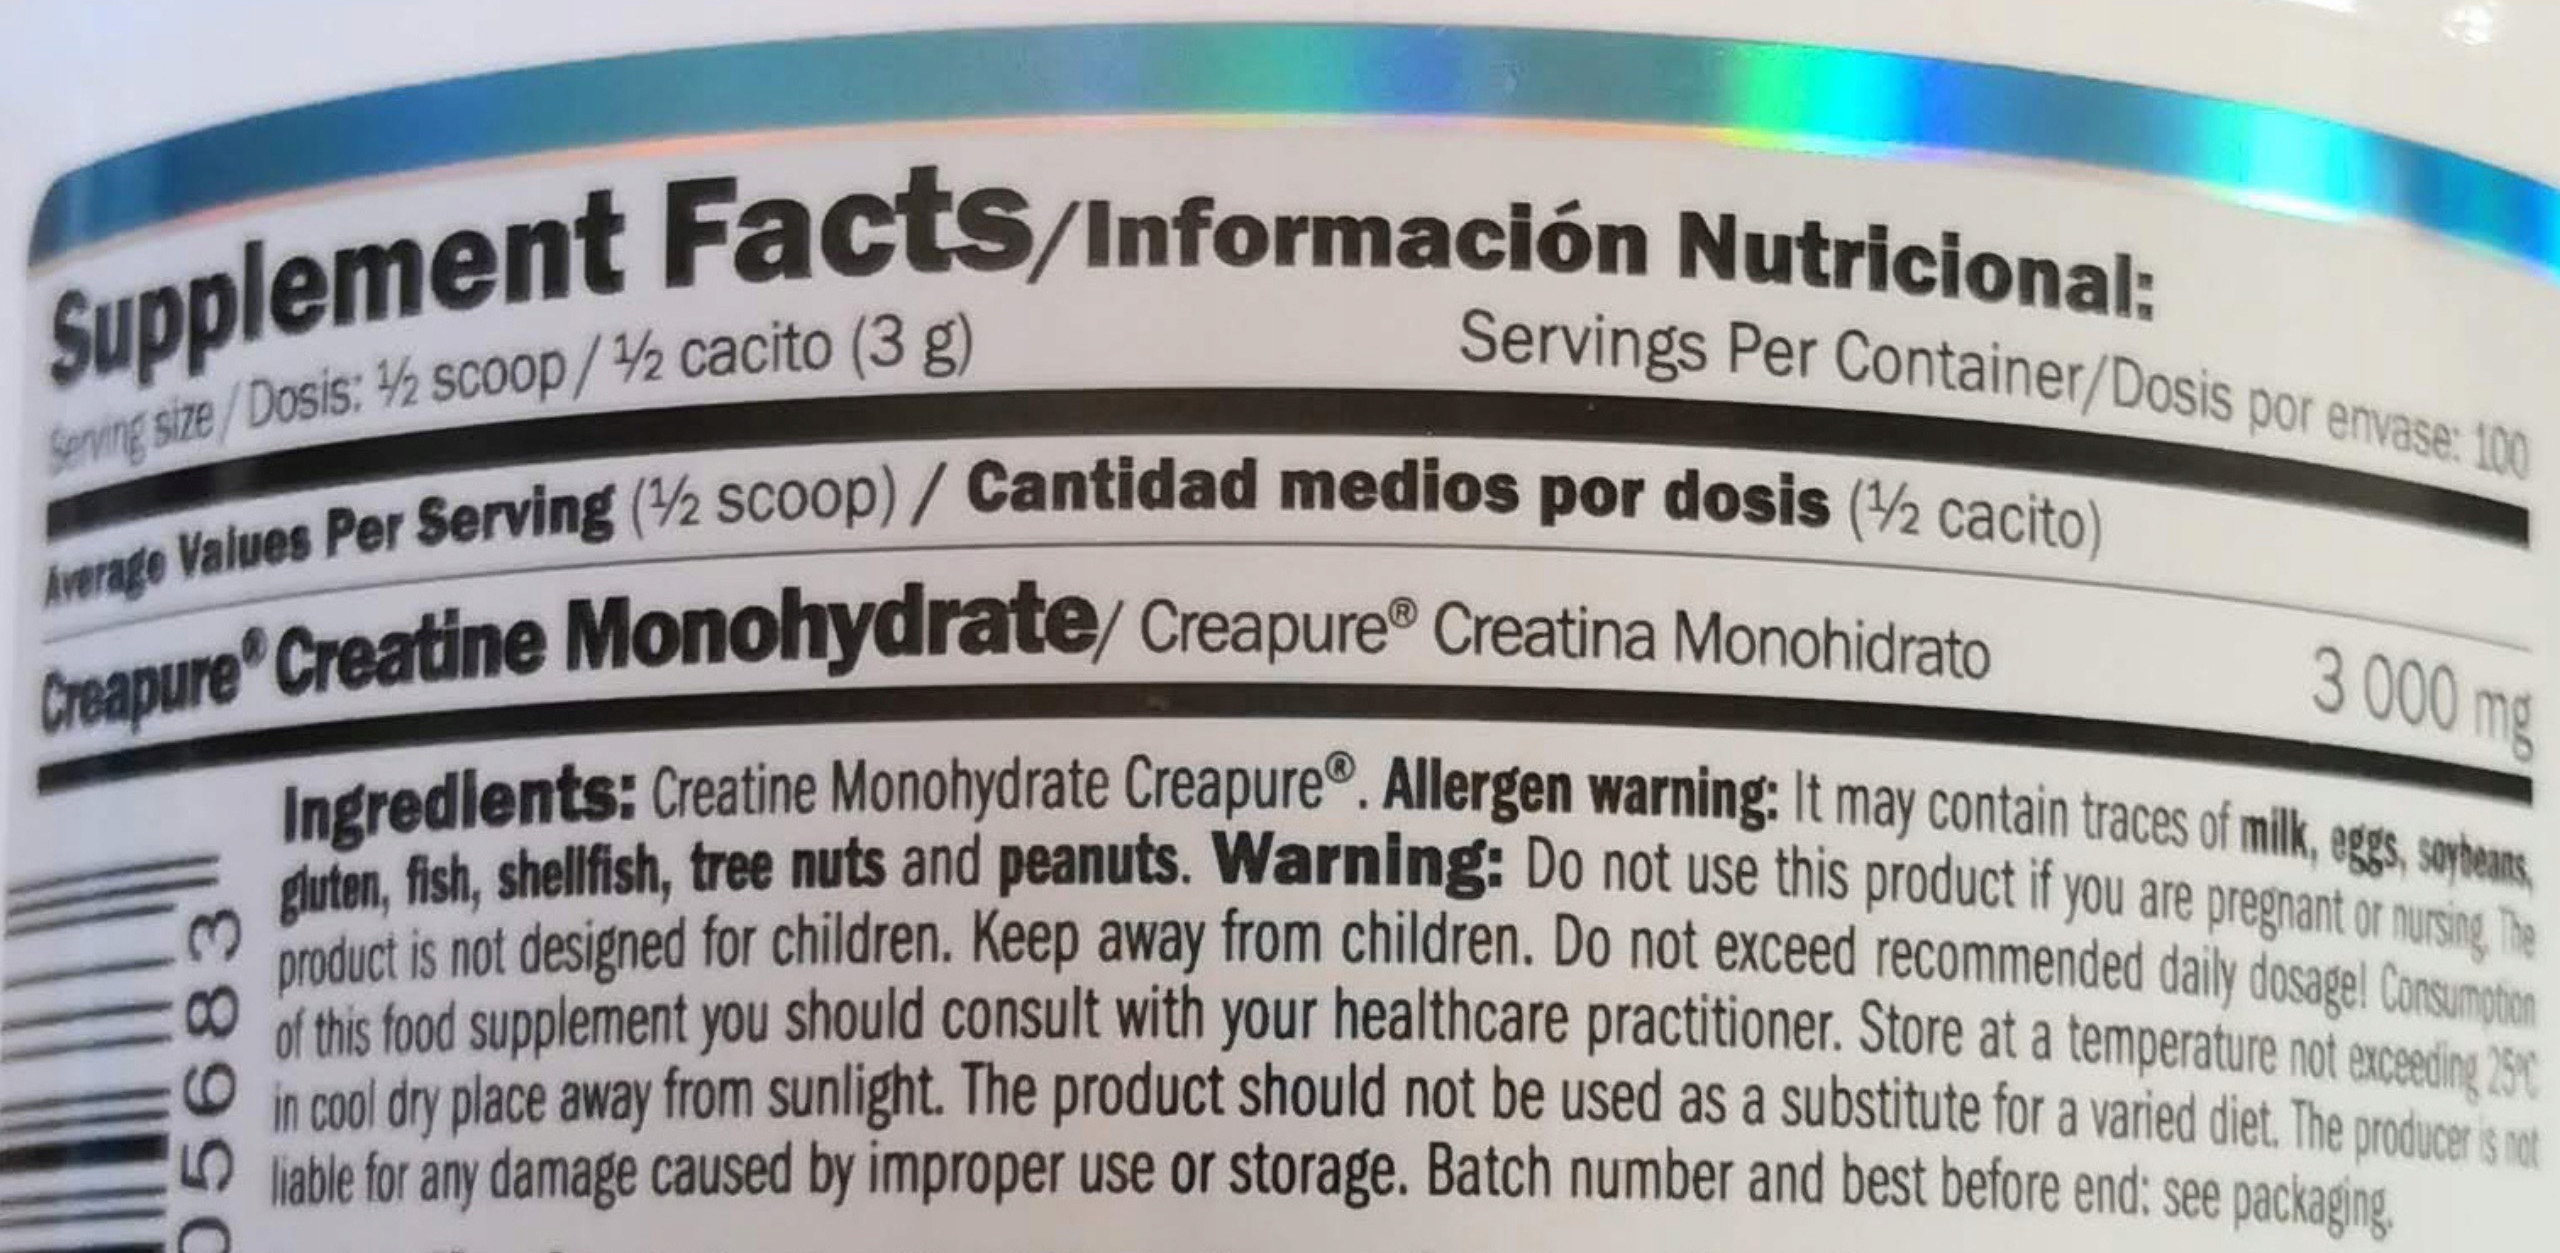 Supplement Facts/Información Nutricional:
Serving size / Dosis: ½ scoop / ½ cacito (3 g) Servings Per Container/Dosis por envase: 100
Average Values Per Serving (½ scoop) / Cantidad medios por dosis (½ cacito)
Creapure® Creatine Monohydrate/ Creapure® Creatina Monohidrato 3 000 mg
Ingredients: Creatine Monohydrate Creapure®. Allergen warning: It may contain traces of milk, eggs, soybeans,
gluten, fish, shellfish, tree nuts and peanuts. Warning: Do not use this product if you are pregnant or nursing. The
product is not designed for children. Keep away from children. Do not exceed recommended daily dosage! Consumption
of this food supplement you should consult with your healthcare practitioner. Store at a temperature not exceeding 25ºC
in cool dry place away from sunlight. The product should not be used as a substitute for a varied diet. The producer is not
liable for any damage caused by improper use or storage. Batch number and best before end: see packaging.
056883